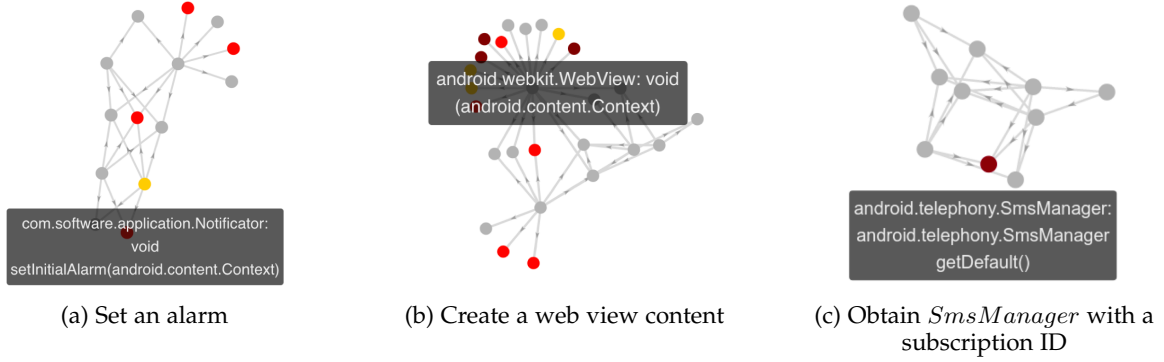 com.software.application.Notificator:
void
setInitialAlarm(android.content.Context)
(a) Set an alarm
android.webkit.WebView: void
(android.content.Context)
(b) Create a web view content
android.telephony.SmsManager:
android.telephony.SmsManager
getDefault()
(c) Obtain SmsManager with a
subscription ID